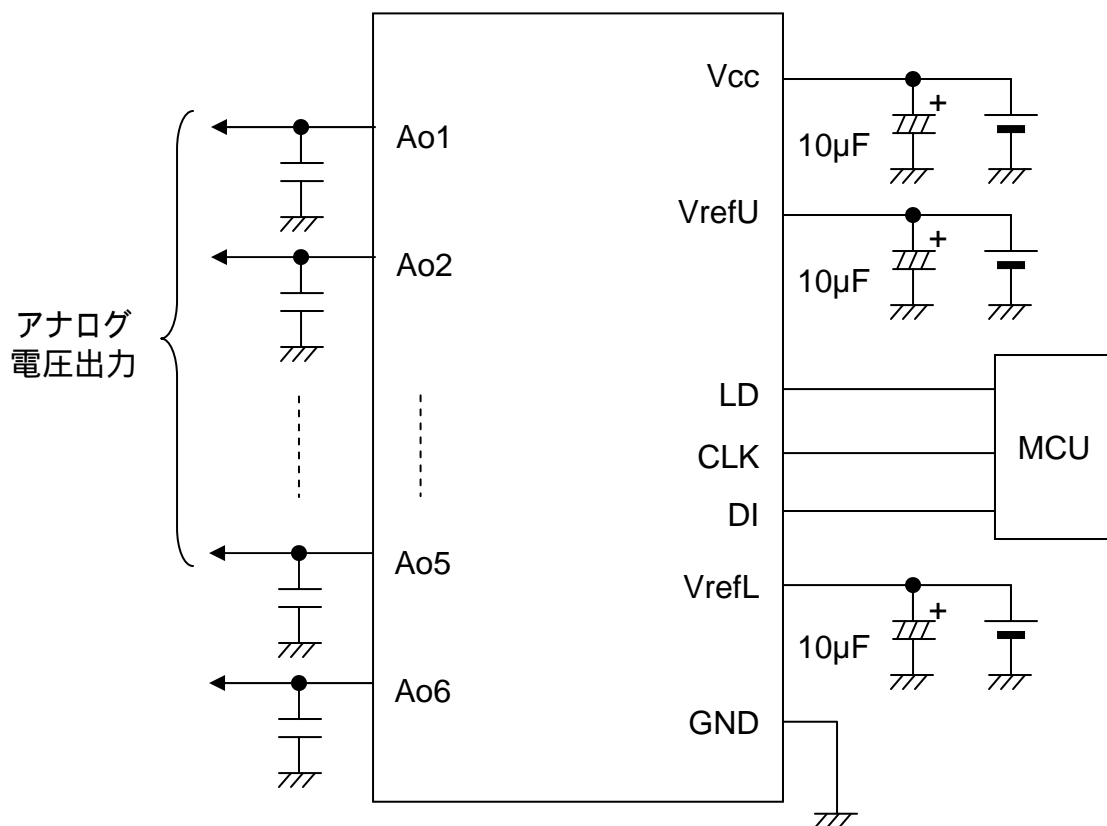 アナログ
電圧出力
Ao1
Ao2
Ao5
Ao6
Vcc
+
10μF
VrefU
+
10μF
LD
CLK
DI
MCU
VrefL
+
10μF
GND